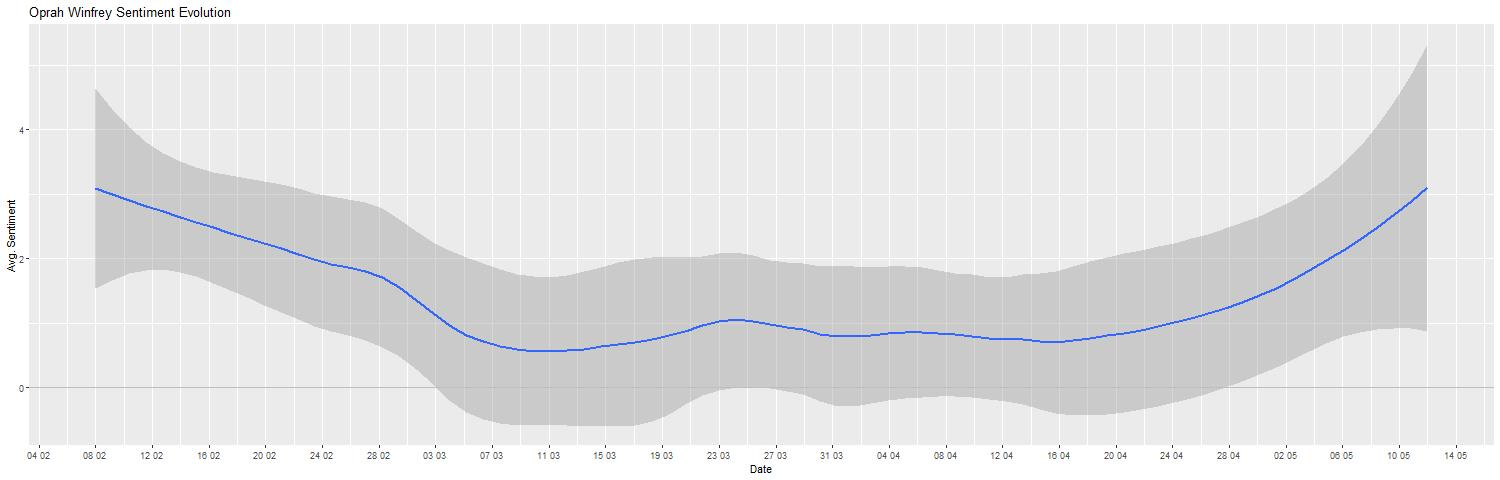 Oprah Winfrey Sentiment Evolution
Avg. Sentiment
4
2
0
04 02 08 02 12 02 16 02 20 02 24 02 28 02 03 03 07 03 11 03 15 03 19 03 23 03 27 03 31 03 04 04 08 04 12 04 16 04 20 04 24 04 28 04 02 05 06 05 10 05 14 05
Date